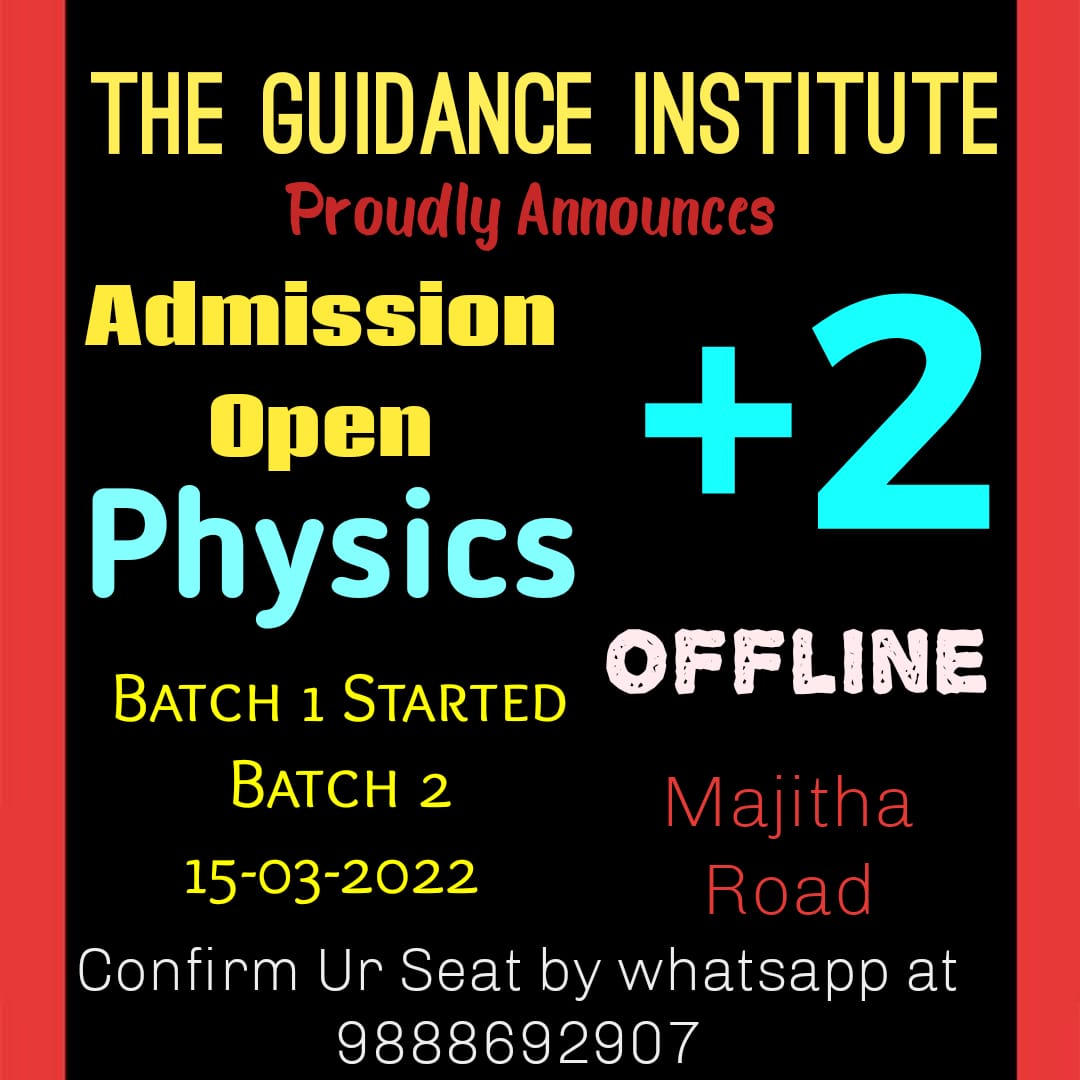 THE GUIDANCE INSTITUTE
Proudly Announces
Admission
Open
+2
Physics
OFFLINE
BATCH 1 STARTED
BATCH 2
15-03-2022
Majitha
Road
Confirm Ur Seat by whatsapp at
9888692907